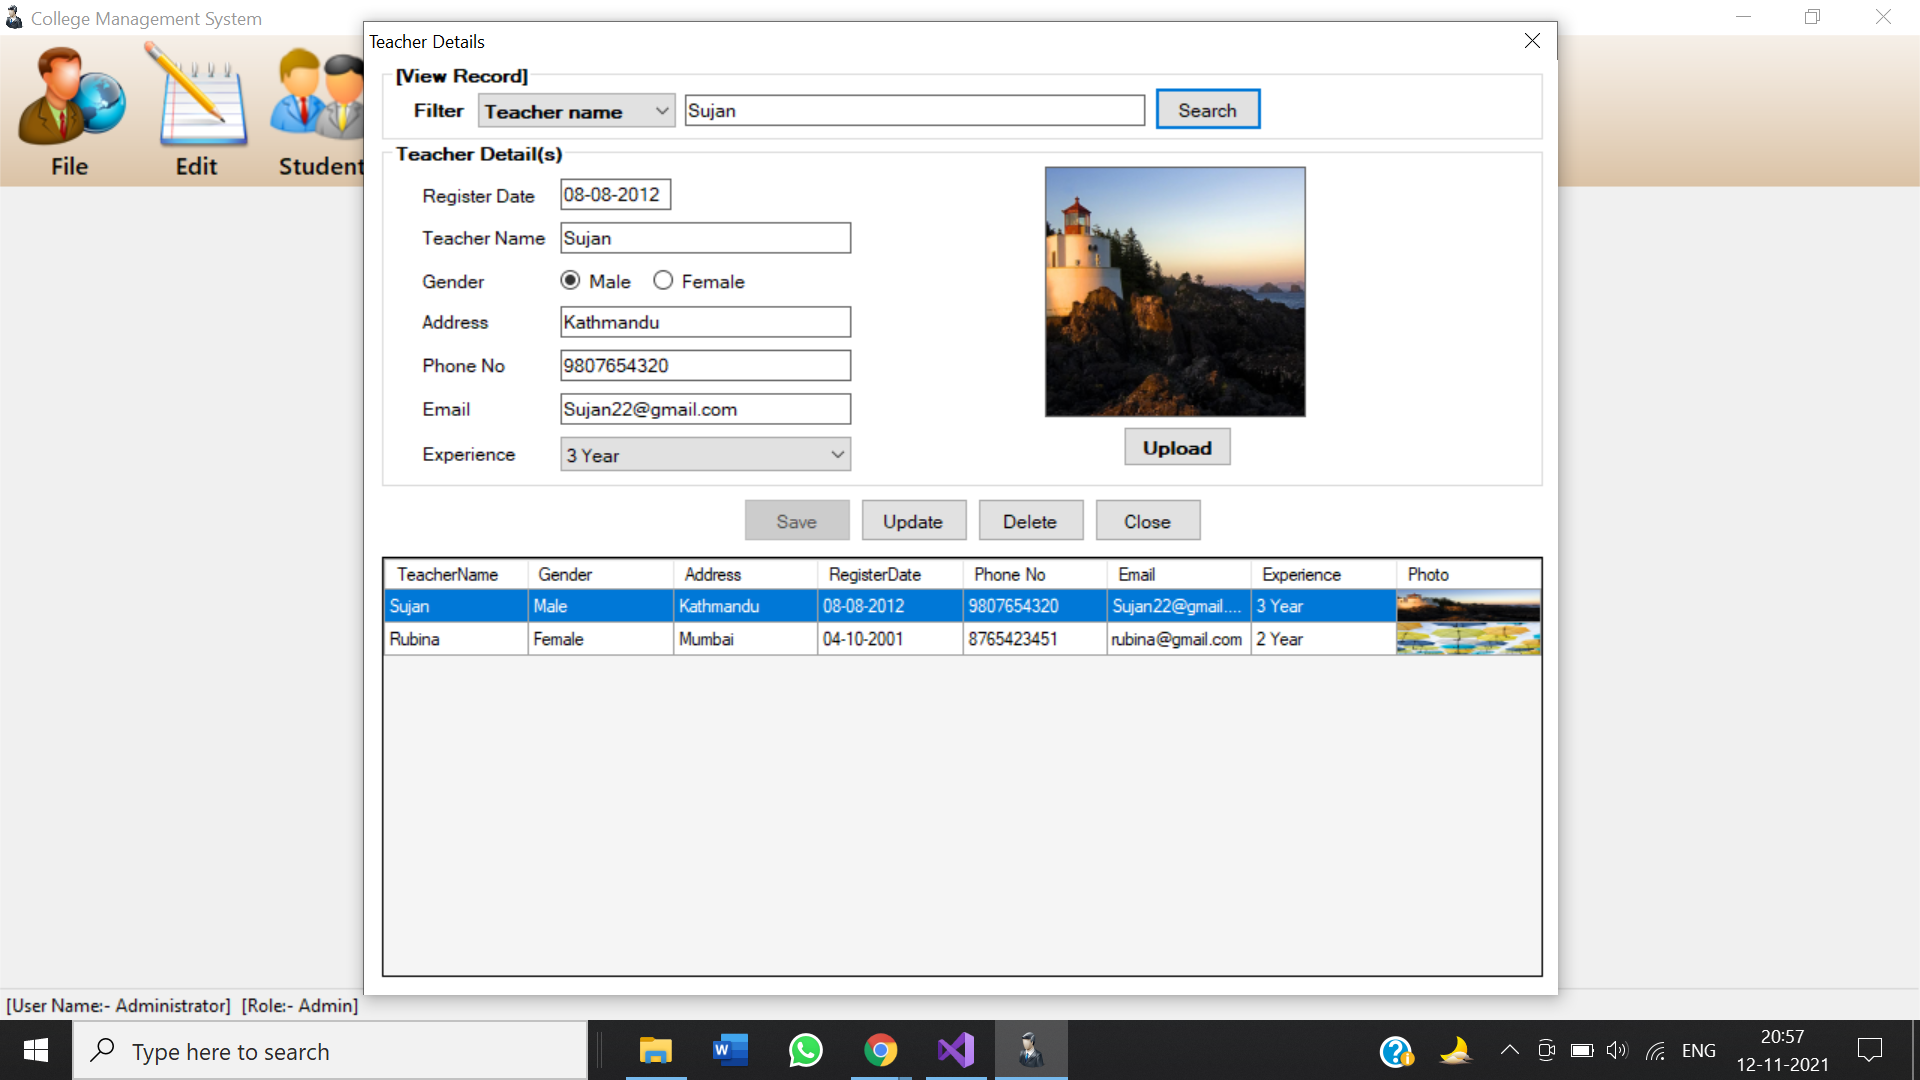 College Management System
File
Edit
Student
Teacher Details
[View Record]
Filter Teacher name Sujan Search
Teacher Detail(s)
Register Date 08-08-2012
Teacher Name Sujan
Gender Male Female
Address Kathmandu
Phone No 9807654320
Email Sujan22@gmail.com
Experience 3 Year
Upload
Save Update Delete Close
TeacherName Gender Address RegisterDate Phone No Email Experience Photo
Sujan Male Kathmandu 08-08-2012 9807654320 Sujan22@gmail.... 3 Year
Rubina Female Mumbai 04-10-2001 8765423451 rubina@gmail.com 2 Year
[User Name:- Administrator] [Role:- Admin]
Type here to search
W
ENG
20:57
12-11-2021